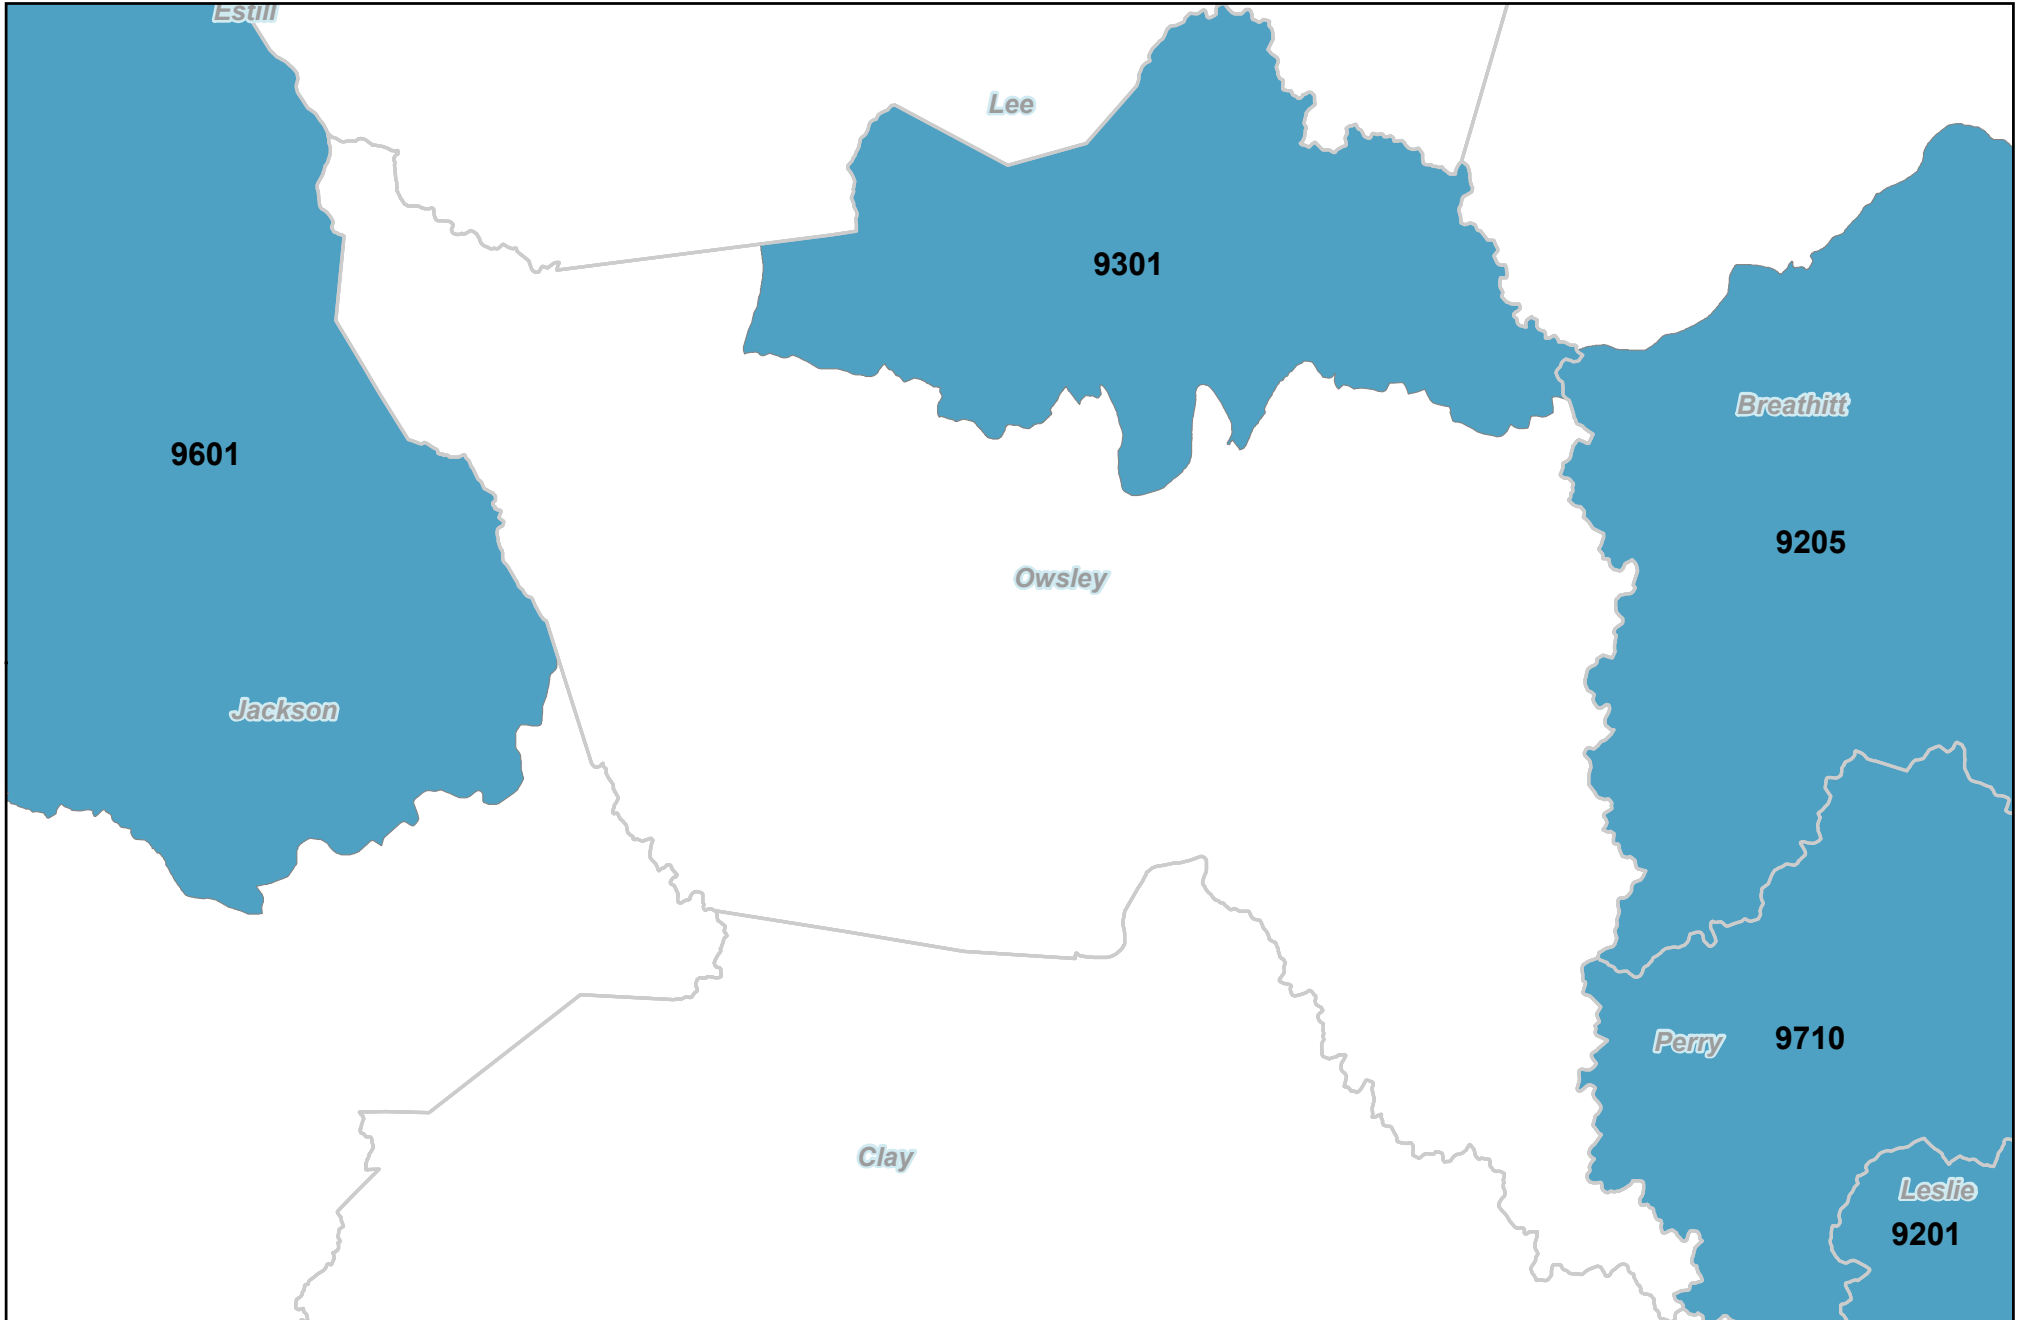 Estill
Lee
9301
Breathitt
9601
9205
Owsley
Jackson
Perry
9710
Clay
Leslie
9201